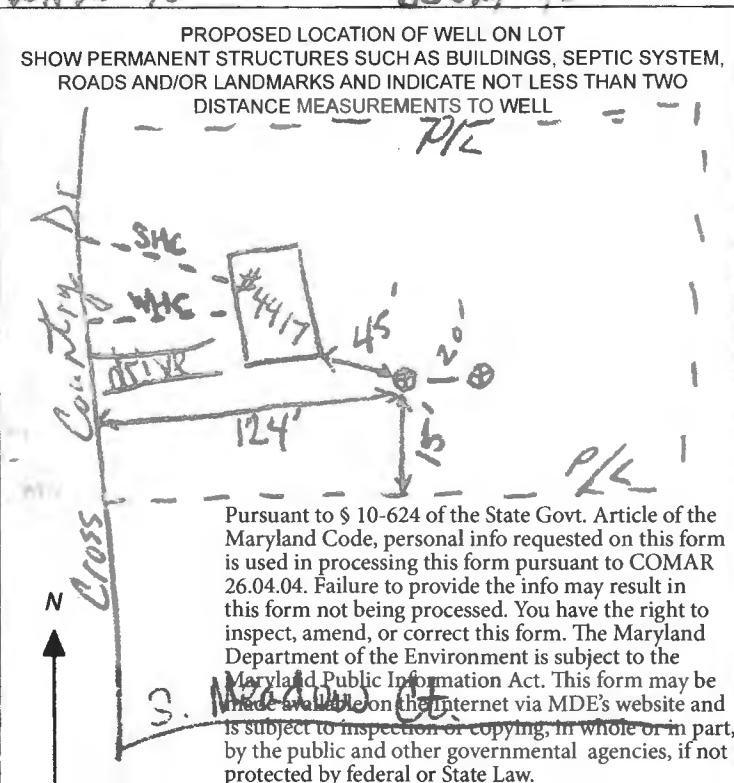 PROPOSED LOCATION OF WELL ON LOT
SHOW PERMANENT STRUCTURES SUCH AS BUILDINGS, SEPTIC SYSTEM,
ROADS AND/OR LANDMARKS AND INDICATE NOT LESS THAN TWO
DISTANCE MEASUREMENTS TO WELL
P/L
SHC
WHC
#4417
45'
20'
DRIVE
124'
15'
P/L
Cross Country Dr
N
Pursuant to § 10-624 of the State Govt. Article of the
Maryland Code, personal info requested on this form
is used in processing this form pursuant to COMAR
26.04.04. Failure to provide the info may result in
this form not being processed. You have the right to
inspect, amend, or correct this form. The Maryland
Department of the Environment is subject to the
Maryland Public Information Act. This form may be
made available on the Internet via MDE's website and
is subject to inspection or copying, in whole or in part,
by the public and other governmental agencies, if not
protected by federal or State Law.
S. Meadow Ct.